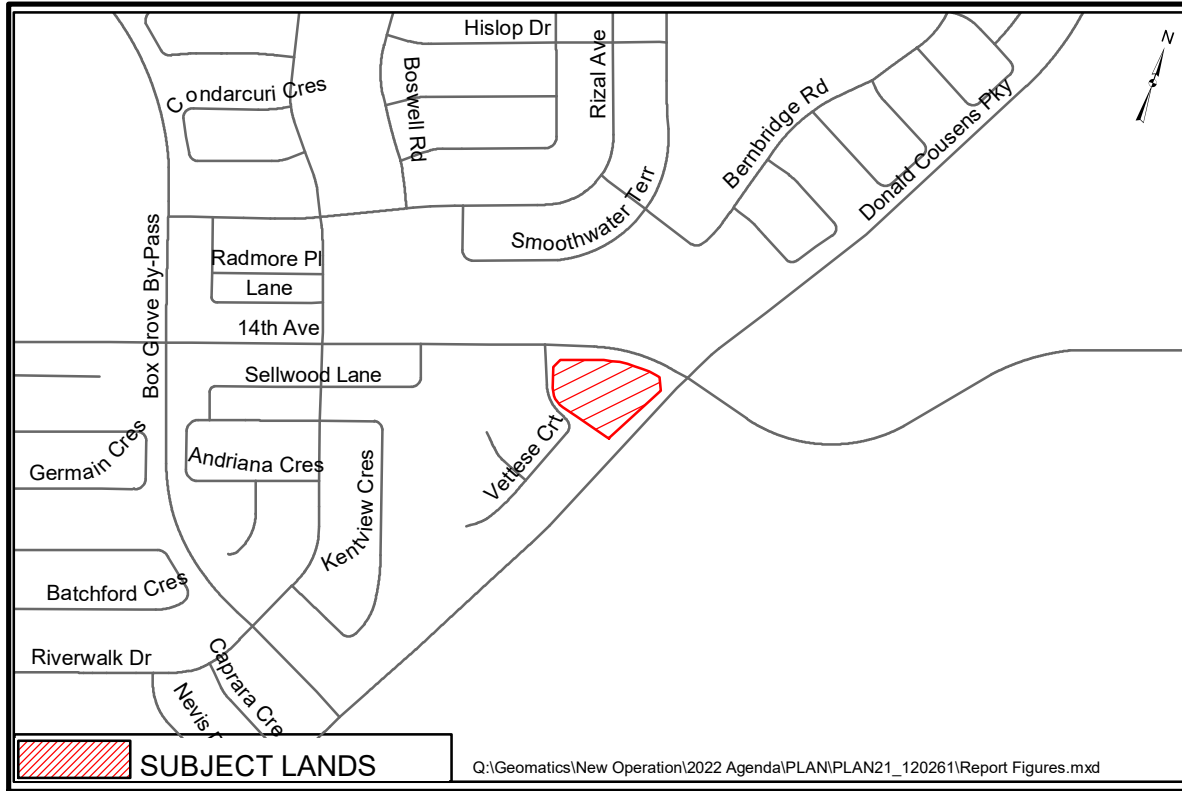 Hislop Dr
N
Condarcuri Cres
Boswell Rd
Rizal Ave
Bernbridge Rd
Donald Cousens Pky
Smoothwater Terr
Box Grove By-Pass
Radmore Pl
Lane
14th Ave
Sellwood Lane
Germain Cres
Andriana Cres
Kentview Cres
Vettese Crt
Batchford Cres
Riverwalk Dr
Caprara Cre
Nevis
SUBJECT LANDS
Q:\Geomatics\New Operation\2022 Agenda\PLAN\PLAN21_120261\Report Figures.mxd